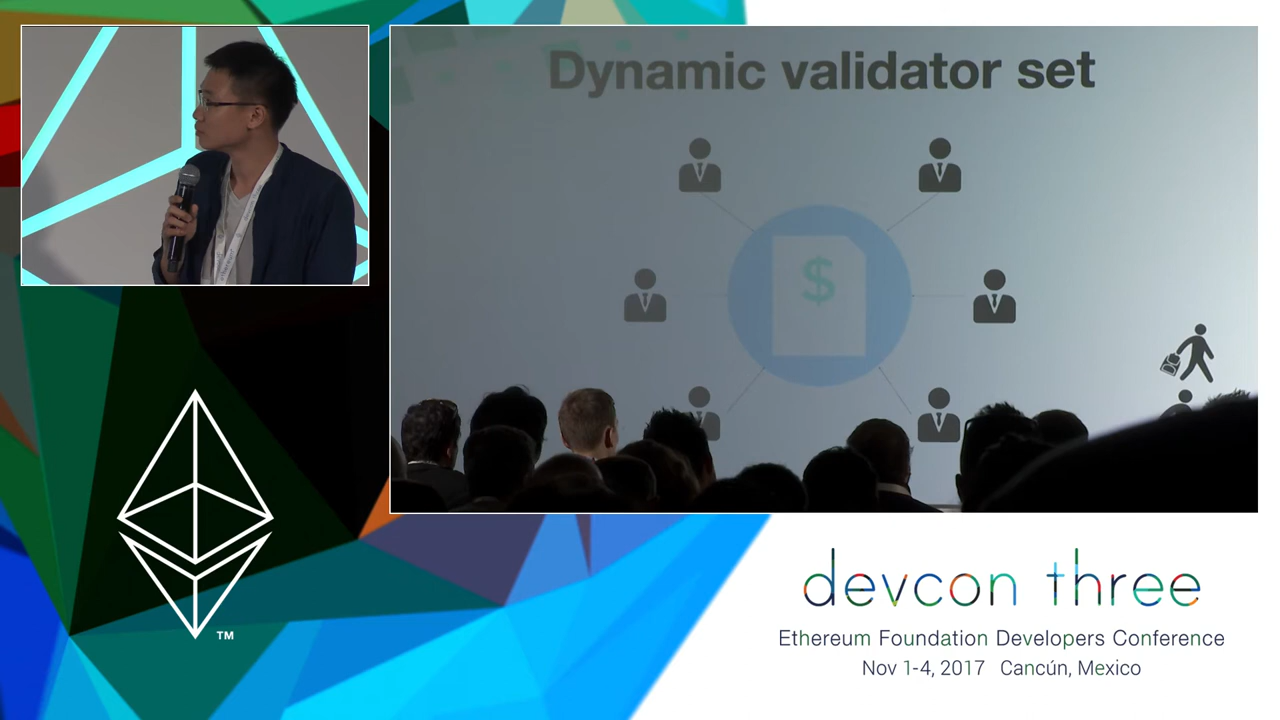 Dynamic validator set
$
TM
devcon three
Ethereum Foundation Developers Conference
Nov 1-4, 2017 Cancún, Mexico